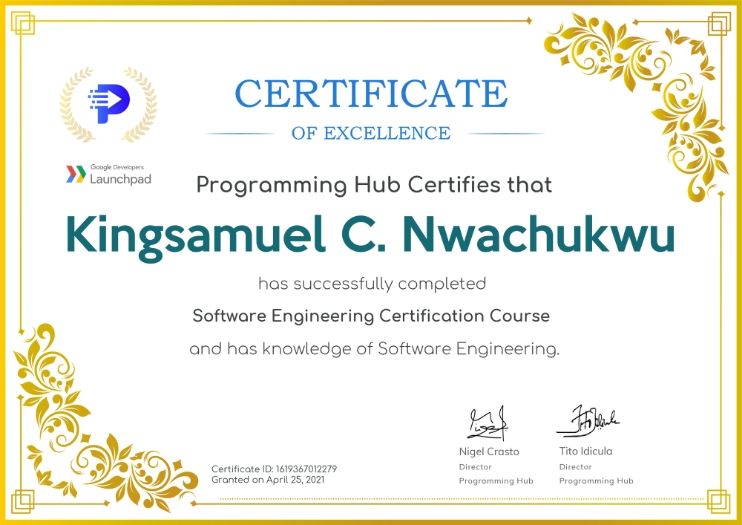 CERTIFICATE
OF EXCELLENCE
Google Developers
Launchpad
Programming Hub Certifies that
Kingsamuel C. Nwachukwu
has successfully completed
Software Engineering Certification Course
and has knowledge of Software Engineering.
Nigel Crasto
Director
Programming Hub
Tito Idicula
Director
Programming Hub
Certificate ID: 1619367012279
Granted on April 25, 2021